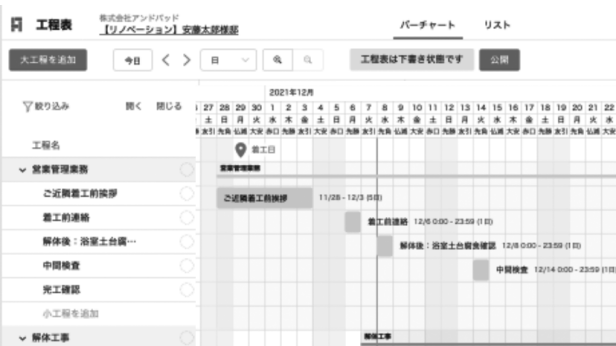 工程表
株式会社アンドパッド
【リノベーション】安藤太郎様邸
バーチャート
リスト
大工程を追加
今日
日
工程表は下書き状態です
公開
2021年12月
絞り込み
開く
閉じる
27 28 29 30 1 2 3 4 5 6 7 8 9 10 11 12 13 14 15 16 17 18 19 20 21 22
土 日 月 火 水 木 金 土 日 月 火 水 木 金 土 日 月 火 水 木 金 土 日 月 火 水
工程名
着工日
営業管理業務
営業管理業務
ご近隣着工前挨拶
ご近隣着工前挨拶 11/28 - 12/3 (5日)
着工前連絡
着工前連絡 12/6 0:00 - 23:59 (1日)
解体後：浴室土台腐…
解体後：浴室土台腐食確認 12/8 0:00 - 23:59 (1日)
中間検査
中間検査 12/14 0:00 - 23:59 (1日)
完工確認
小工程を追加
解体工事
解体工事